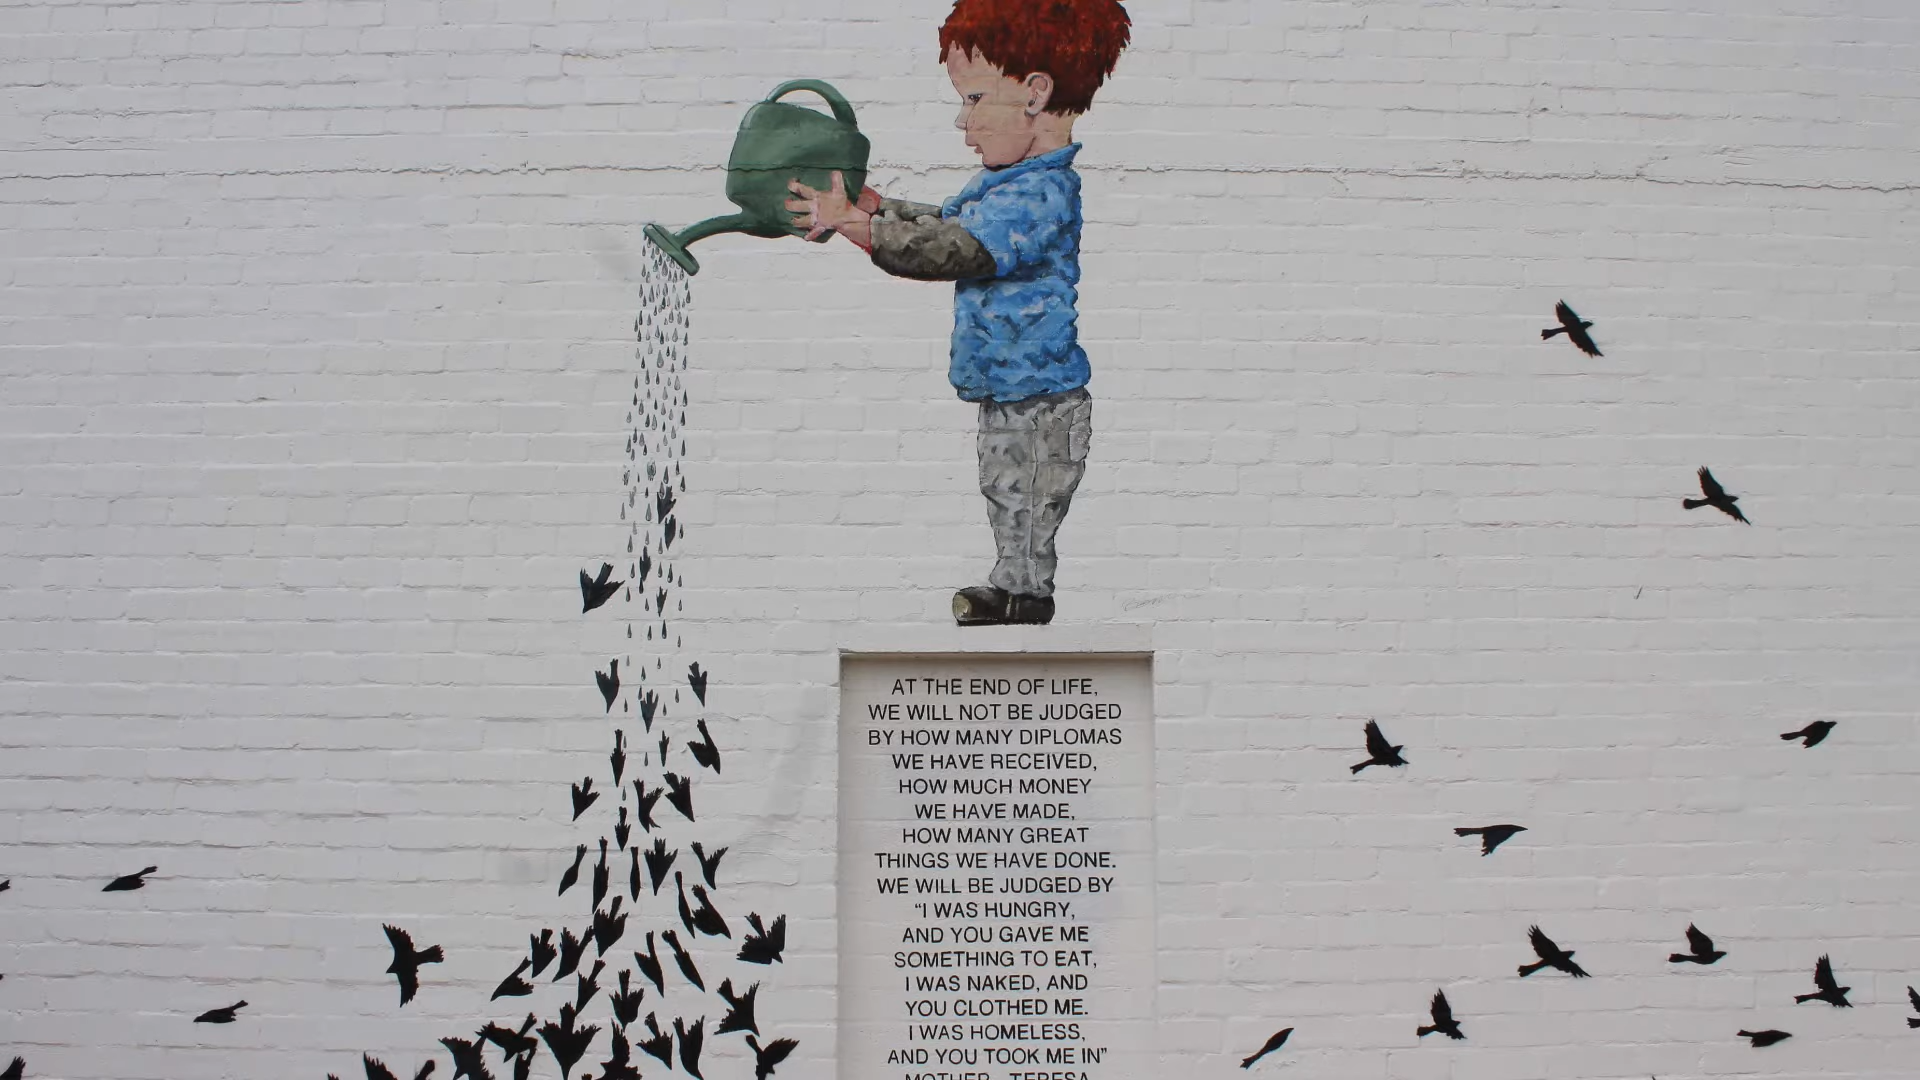 AT THE END OF LIFE,
WE WILL NOT BE JUDGED
BY HOW MANY DIPLOMAS
WE HAVE RECEIVED,
HOW MUCH MONEY
WE HAVE MADE,
HOW MANY GREAT
THINGS WE HAVE DONE.
WE WILL BE JUDGED BY
“I WAS HUNGRY,
AND YOU GAVE ME
SOMETHING TO EAT,
I WAS NAKED, AND
YOU CLOTHED ME.
I WAS HOMELESS,
AND YOU TOOK ME IN”
MOTHER TERESA